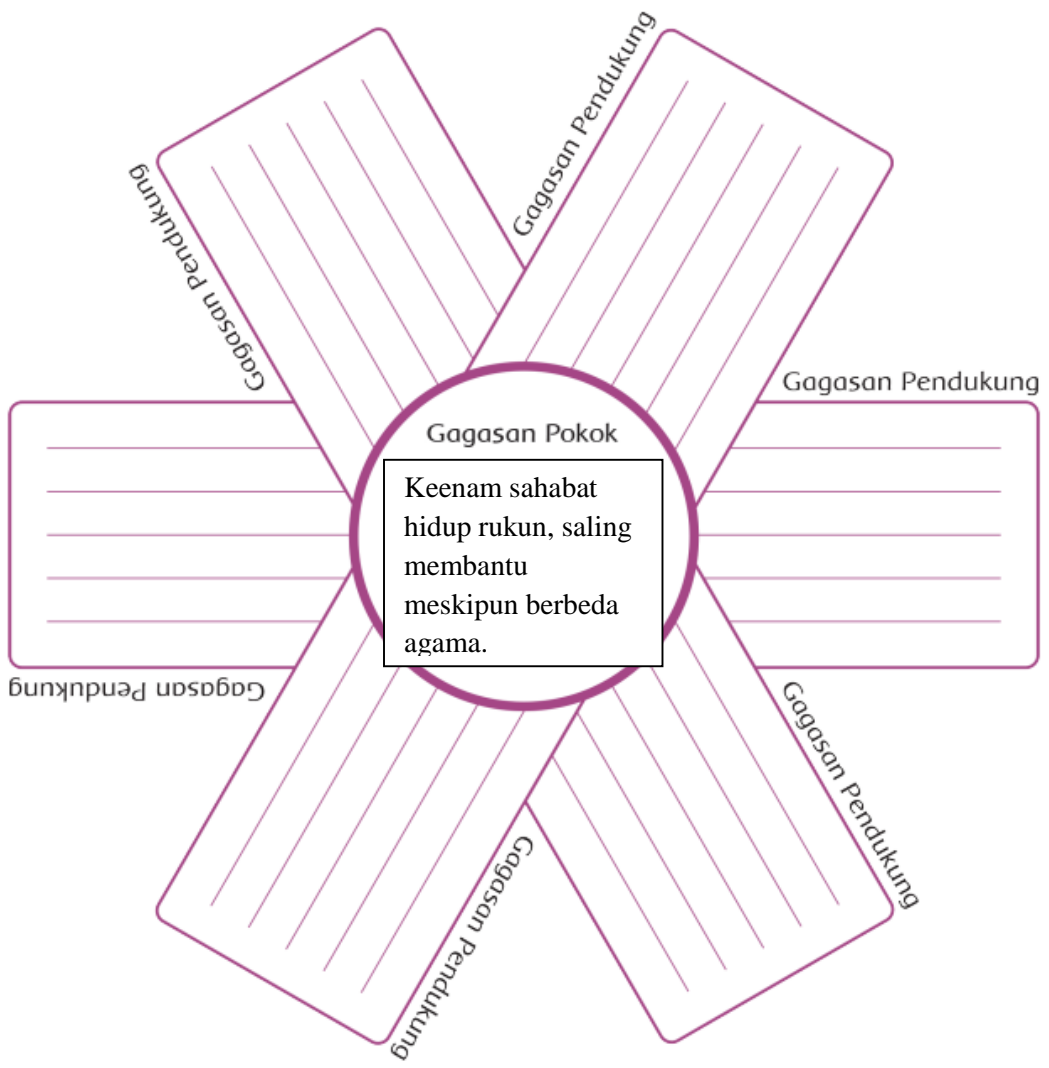 Gagasan Pendukung
Gagasan Pendukung
Gagasan Pendukung
Gagasan Pokok
Keenam sahabat
hidup rukun, saling
membantu
meskipun berbeda
agama.
Gagasan Pendukung
Gagasan Pendukung
Gagasan Pendukung